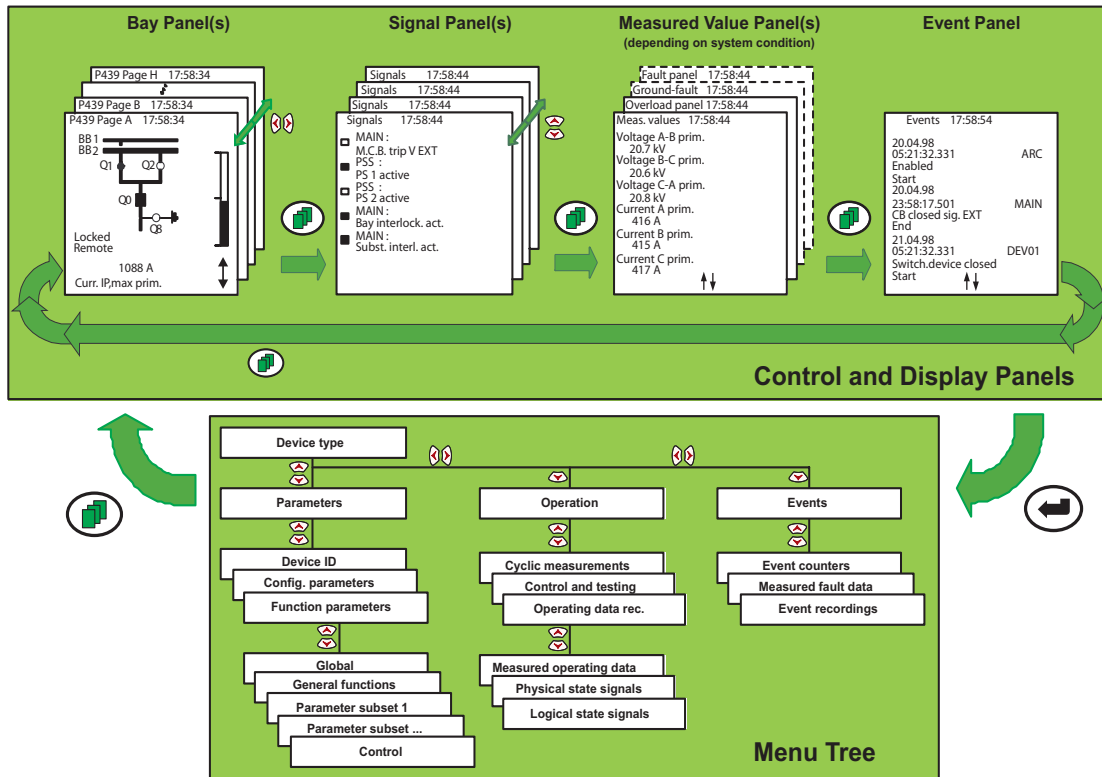 Bay Panel(s)
Signal Panel(s)
Measured Value Panel(s)
(depending on system condition)
Event Panel
P439 Page H 17:58:34
P439 Page B 17:58:34
P439 Page A 17:58:34
BB 1
BB2
Q1
Q2
Q0
Q8
Locked
Remote
1088 A
Curr. IP,max prim.
Signals 17:58:44
Signals 17:58:44
Signals 17:58:44
Signals 17:58:44
MAIN :
M.C.B. trip V EXT
PSS :
PS 1 active
PSS :
PS 2 active
MAIN :
Bay interlock. act.
MAIN :
Subst. interl. act.
Fault panel 17:58:44
Ground-fault 17:58:44
Overload panel 17:58:44
Meas. values 17:58:44
Voltage A-B prim.
20.7 kV
Voltage B-C prim.
20.6 kV
Voltage C-A prim.
20.8 kV
Current A prim.
416 A
Current B prim.
415 A
Current C prim.
417 A
Events 17:58:54
20.04.98
05:21:32.331 ARC
Enabled
Start
20.04.98
23:58:17.501 MAIN
CB closed sig. EXT
End
21.04.98
05:21:32.331 DEV01
Switch.device closed
Start
Control and Display Panels
Device type
Parameters
Operation
Events
Device ID
Config. parameters
Function parameters
Cyclic measurements
Control and testing
Operating data rec.
Event counters
Measured fault data
Event recordings
Global
General functions
Parameter subset 1
Parameter subset ...
Control
Measured operating data
Physical state signals
Logical state signals
Menu Tree